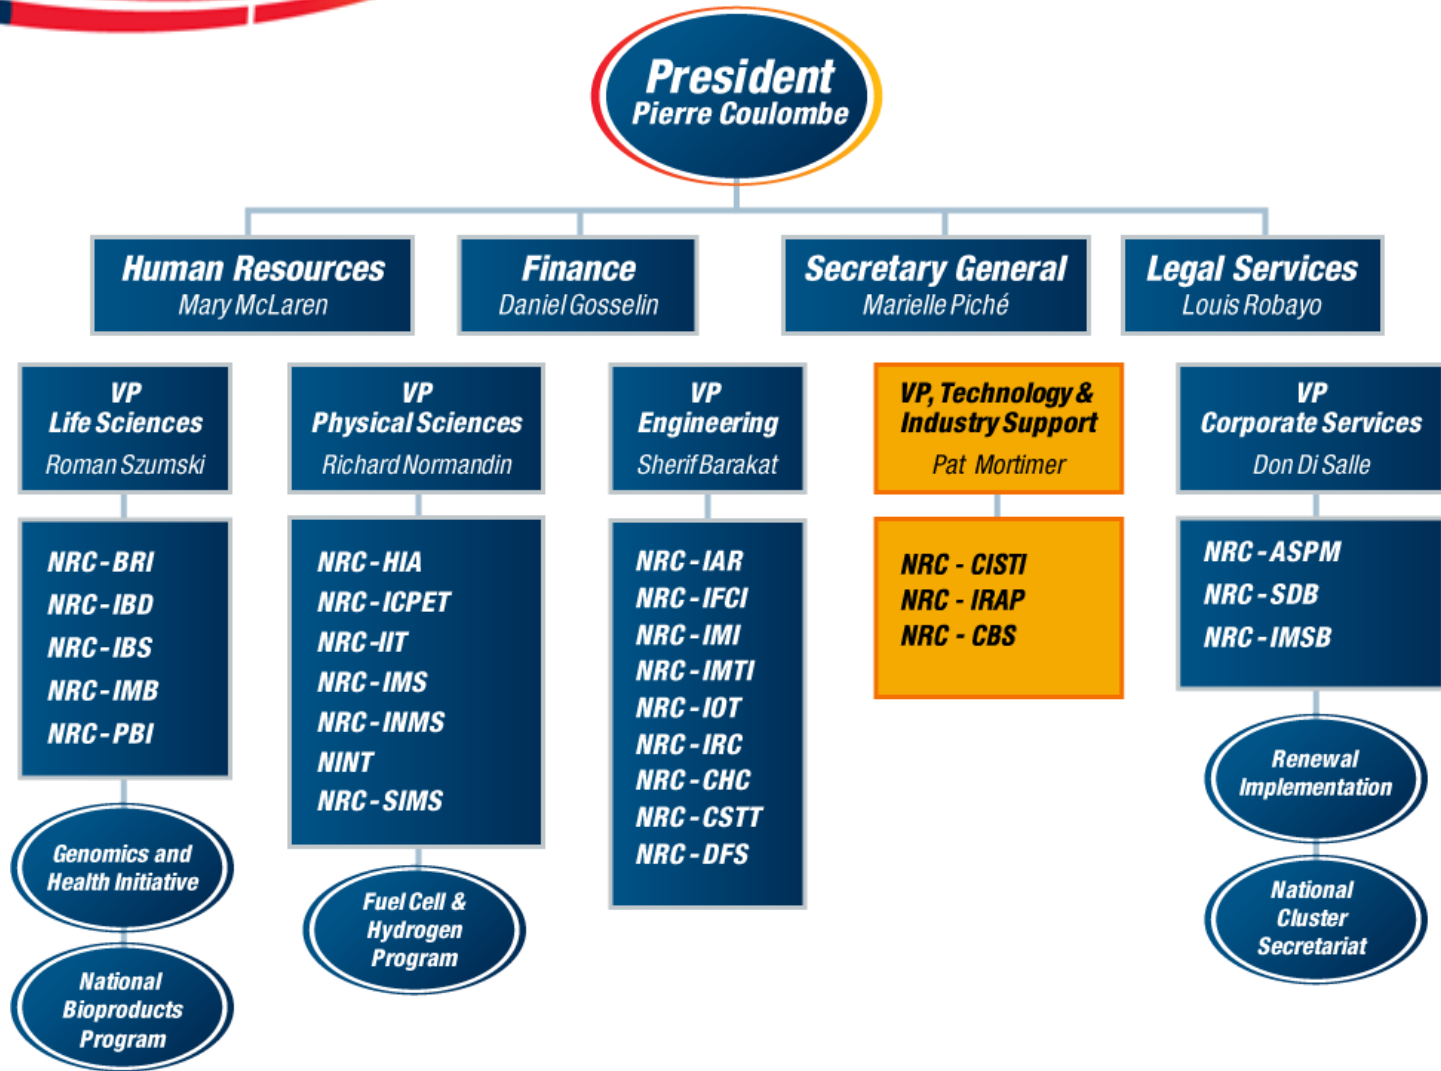 President
Pierre Coulombe
Human Resources
Mary McLaren
Finance
Daniel Gosselin
Secretary General
Marielle Piché
Legal Services
Louis Robayo
VP
Life Sciences
Roman Szumski
NRC-BRI
NRC-IBD
NRC-IBS
NRC-IMB
NRC-PBI
Genomics and
Health Initiative
National
Bioproducts
Program
VP
Physical Sciences
Richard Normandin
NRC-HIA
NRC-ICPET
NRC-IIT
NRC-IMS
NRC-INMS
NINT
NRC-SIMS
Fuel Cell &
Hydrogen
Program
VP
Engineering
Sherif Barakat
NRC-IAR
NRC-IFCI
NRC-IMI
NRC-IMTI
NRC-IOT
NRC-IRC
NRC-CHC
NRC-CSTT
NRC-DFS
VP, Technology &
Industry Support
Pat Mortimer
NRC - CISTI
NRC - IRAP
NRC - CBS
VP
Corporate Services
Don Di Salle
NRC-ASPM
NRC-SDB
NRC-IMSB
Renewal
Implementation
National
Cluster
Secretariat